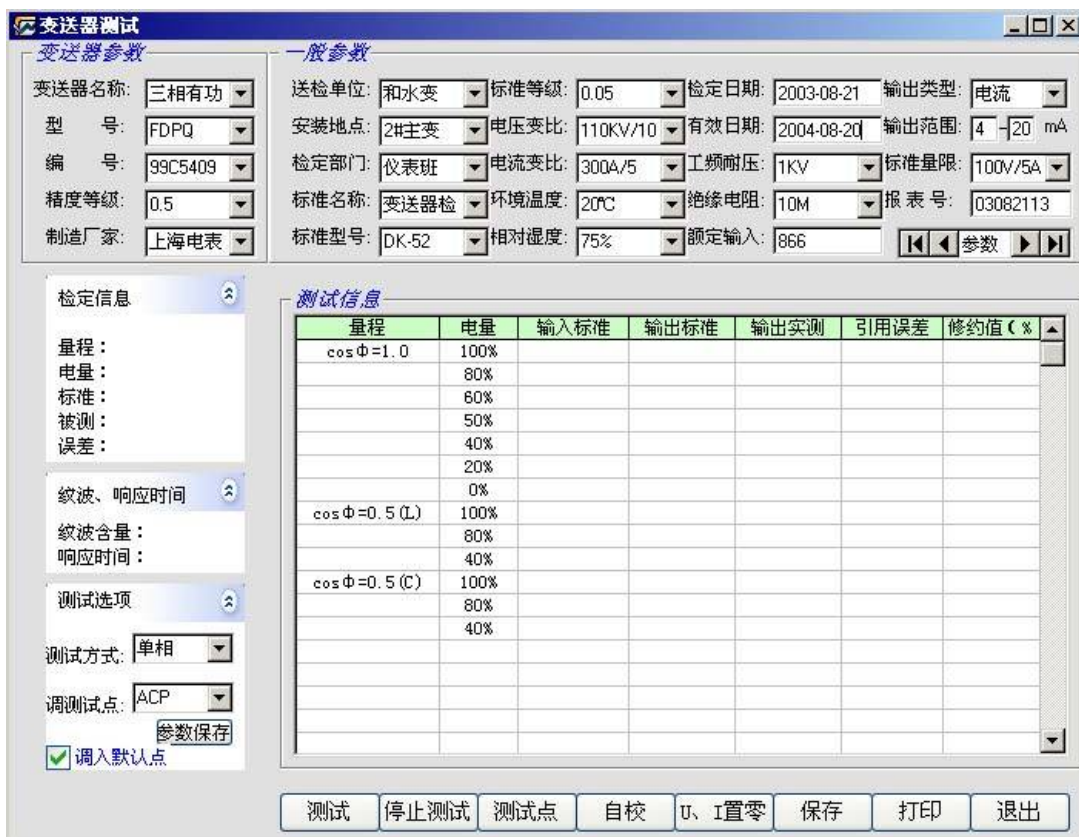 变送器测试
变送器参数
变送器名称: 三相有功
型 号: FDPQ
编 号: 99C5409
精度等级: 0.5
制造厂家: 上海电表
一般参数
送检单位: 和水变 标准等级: 0.05 检定日期: 2003-08-21 输出类型: 电流
安装地点: 2#主变 电压变比: 110KV/10 有效日期: 2004-08-20 输出范围: 4 - 20 mA
检定部门: 仪表班 电流变比: 300A/5 工频耐压: 1KV 标准量限: 100V/5A
标准名称: 变送器检 环境温度: 20℃ 绝缘电阻: 10M 报 表 号: 03082113
标准型号: DK-52 相对湿度: 75% 额定输入: 866 参数
检定信息
量程:
电量:
标准:
被测:
误差:
纹波、响应时间
纹波含量:
响应时间:
测试选项
测试方式: 单相
调测试点: ACP
参数保存
调入默认点
测试信息
量程 电量 输入标准 输出标准 输出实测 引用误差 修约值(%
cosΦ=1.0 100%
80%
60%
50%
40%
20%
0%
cosΦ=0.5(L) 100%
80%
40%
cosΦ=0.5(C) 100%
80%
40%
测试 停止测试 测试点 自校 U、I置零 保存 打印 退出